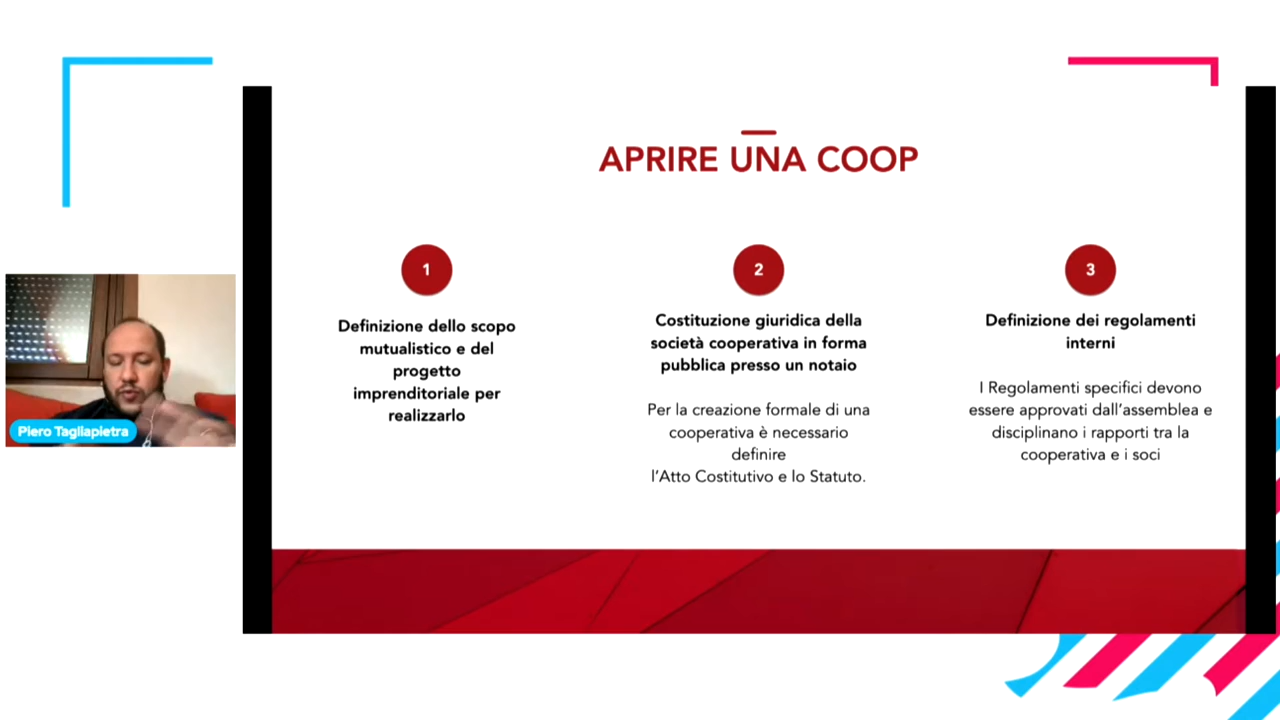 APRIRE UNA COOP
1
Definizione dello scopo
mutualistico e del
progetto
imprenditoriale per
realizzarlo
2
Costituzione giuridica della
società cooperativa in forma
pubblica presso un notaio
Per la creazione formale di una
cooperativa è necessario
definire
l’Atto Costitutivo e lo Statuto.
3
Definizione dei regolamenti
interni
I Regolamenti specifici devono
essere approvati dall’assemblea e
disciplinano i rapporti tra la
cooperativa e i soci
Piero Tagliapietra